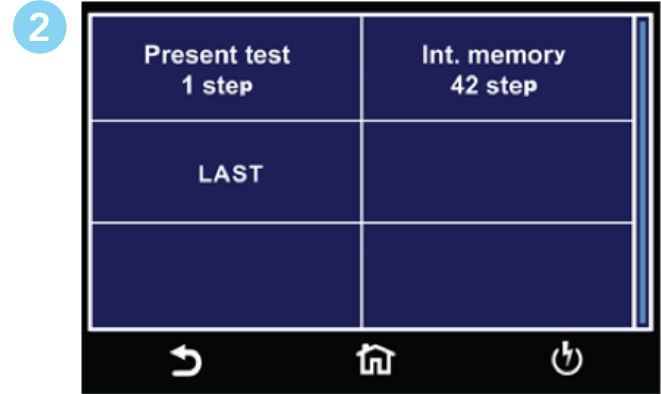 2
Present test
1 step
Int. memory
42 step
LAST